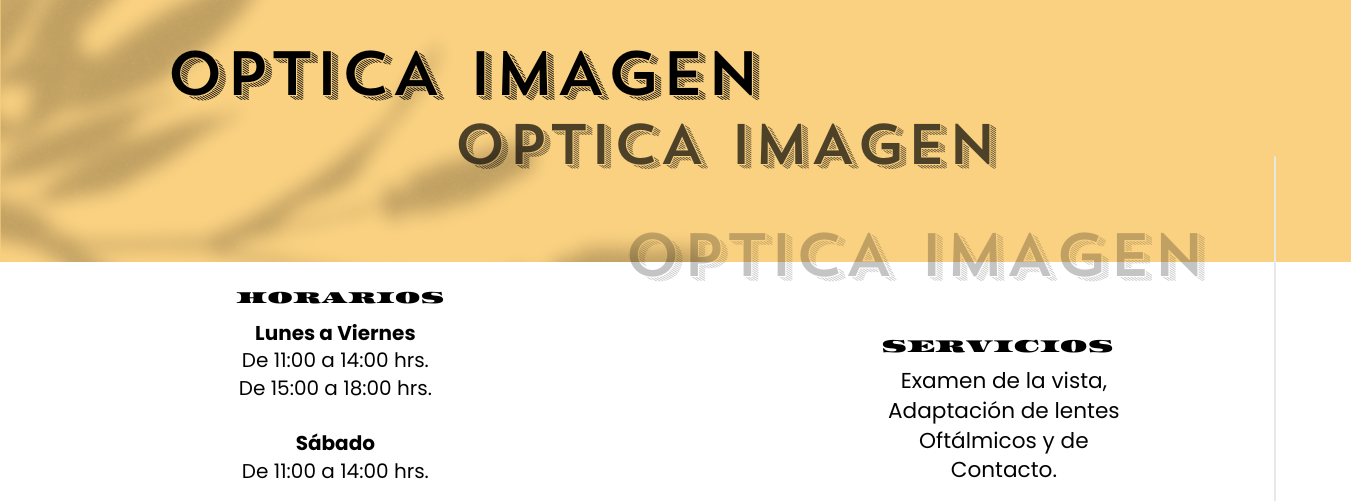 OPTICA IMAGEN
OPTICA IMAGEN
OPTICA IMAGEN
HORARIOS
Lunes a Viernes
De 11:00 a 14:00 hrs.
De 15:00 a 18:00 hrs.
Sábado
De 11:00 a 14:00 hrs.
SERVICIOS
Examen de la vista,
Adaptación de lentes
Oftálmicos y de
Contacto.